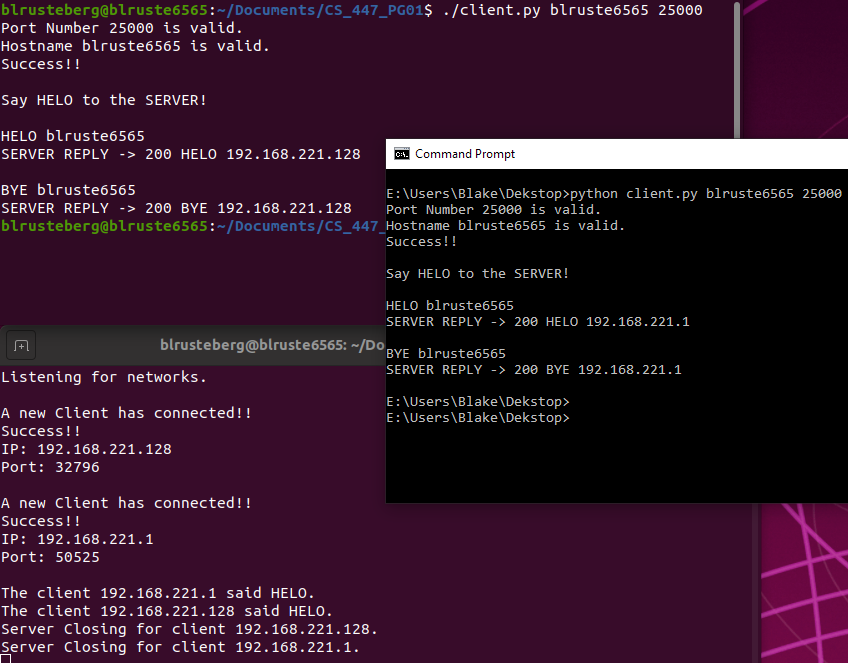 blrusteberg@blruste6565:~/Documents/CS_447_PG01$ ./client.py blruste6565 25000
Port Number 25000 is valid.
Hostname blruste6565 is valid.
Success!!
Say HELO to the SERVER!
HELO blruste6565
SERVER REPLY -> 200 HELO 192.168.221.128
BYE blruste6565
SERVER REPLY -> 200 BYE 192.168.221.128
blrusteberg@blruste6565:~/Documents/CS_447_
Command Prompt
E:\Users\Blake\Dekstop>python client.py blruste6565 25000
Port Number 25000 is valid.
Hostname blruste6565 is valid.
Success!!
Say HELO to the SERVER!
HELO blruste6565
SERVER REPLY -> 200 HELO 192.168.221.1
BYE blruste6565
SERVER REPLY -> 200 BYE 192.168.221.1
E:\Users\Blake\Dekstop>
E:\Users\Blake\Dekstop>
blrusteberg@blruste6565: ~/Do
Listening for networks.
A new Client has connected!!
Success!!
IP: 192.168.221.128
Port: 32796
A new Client has connected!!
Success!!
IP: 192.168.221.1
Port: 50525
The client 192.168.221.1 said HELO.
The client 192.168.221.128 said HELO.
Server Closing for client 192.168.221.128.
Server Closing for client 192.168.221.1.